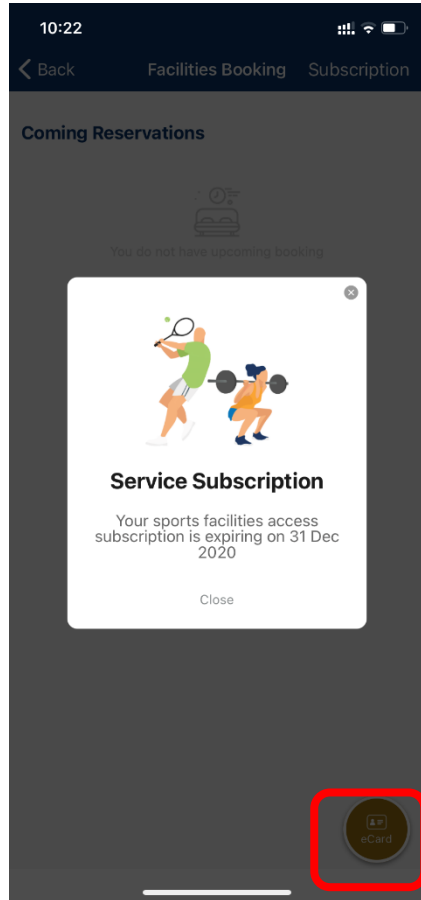 10:22
Back Facilities Booking Subscription
Coming Reservations
You do not have upcoming booking
Service Subscription
Your sports facilities access
subscription is expiring on 31 Dec
2020
Close
eCard